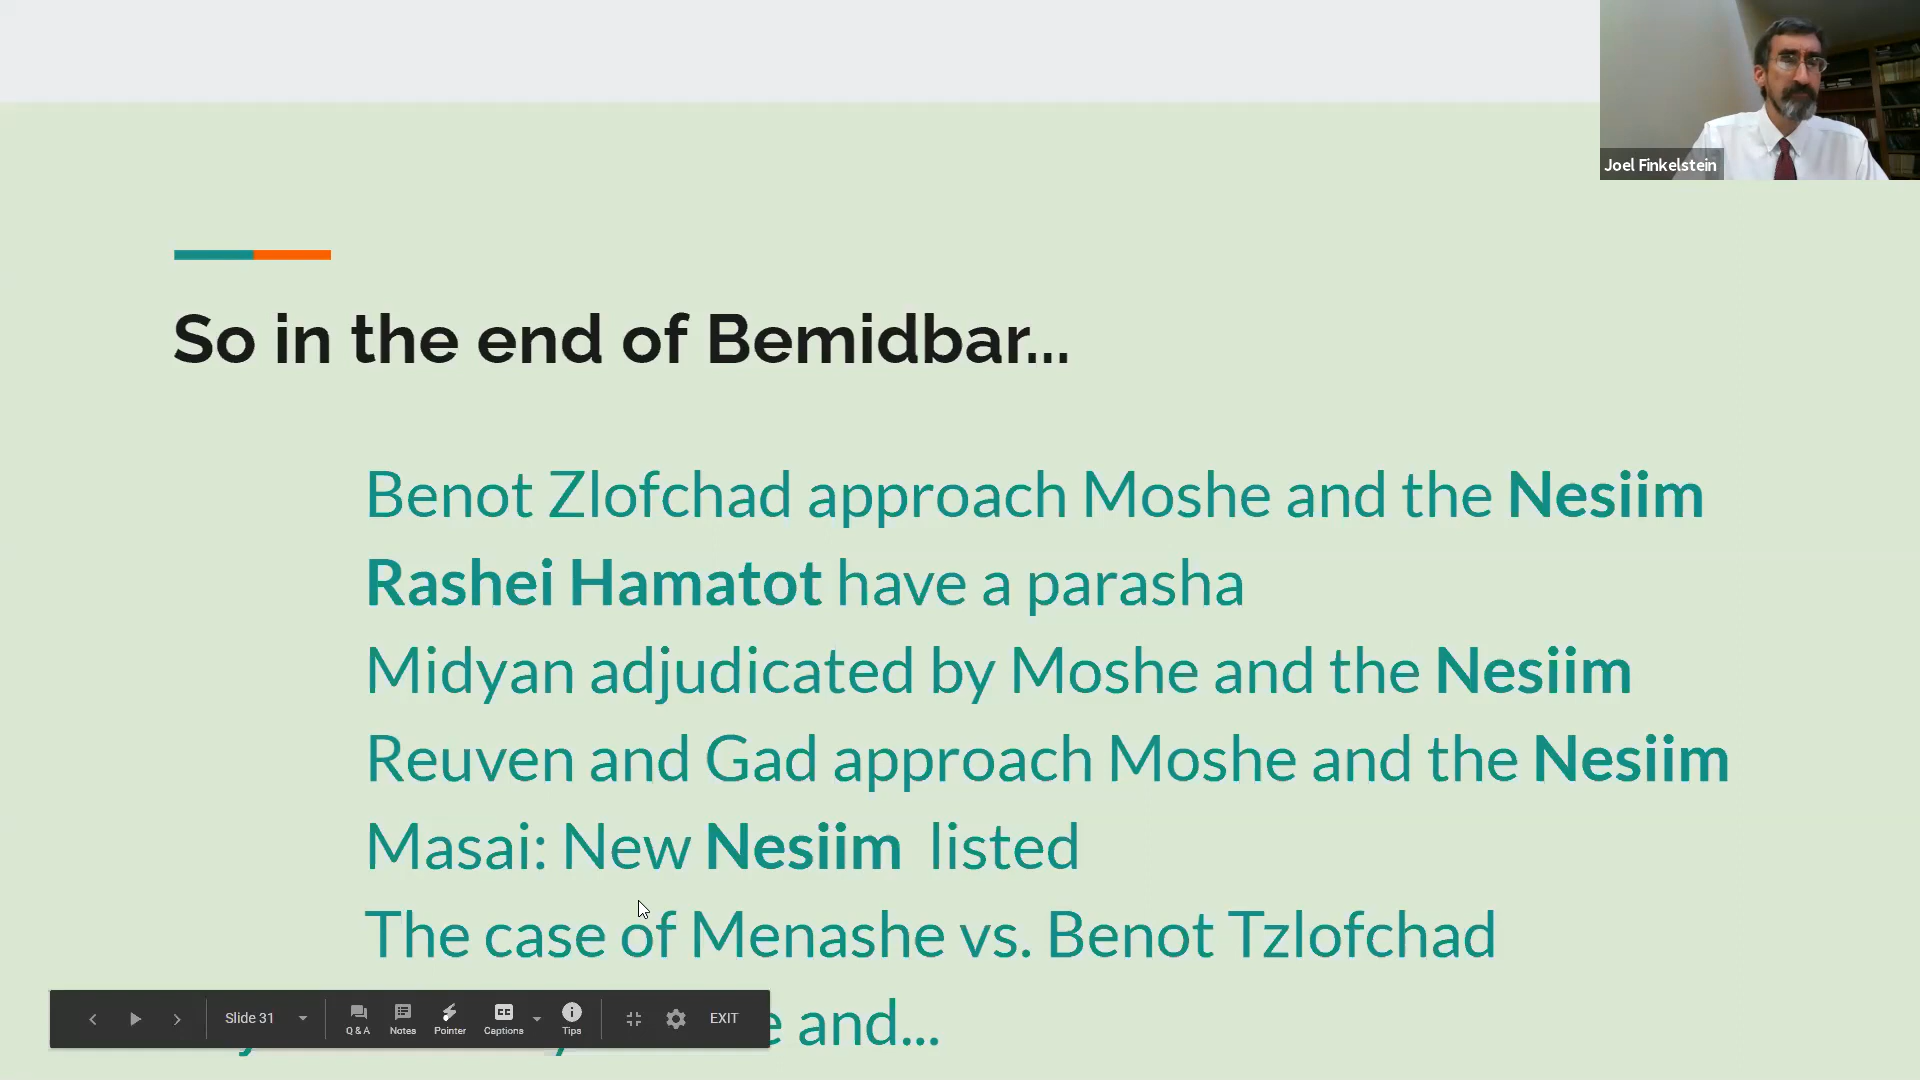 Joel Finkelstein
So in the end of Bemidbar...
Benot Zlofchad approach Moshe and the Nesiim
Rashei Hamatot have a parasha
Midyan adjudicated by Moshe and the Nesiim
Reuven and Gad approach Moshe and the Nesiim
Masai: New Nesiim listed
The case of Menashe vs. Benot Tzlofchad
and...
Slide 31
Q & A
Notes
Pointer
CC
Captions
Tips
EXIT